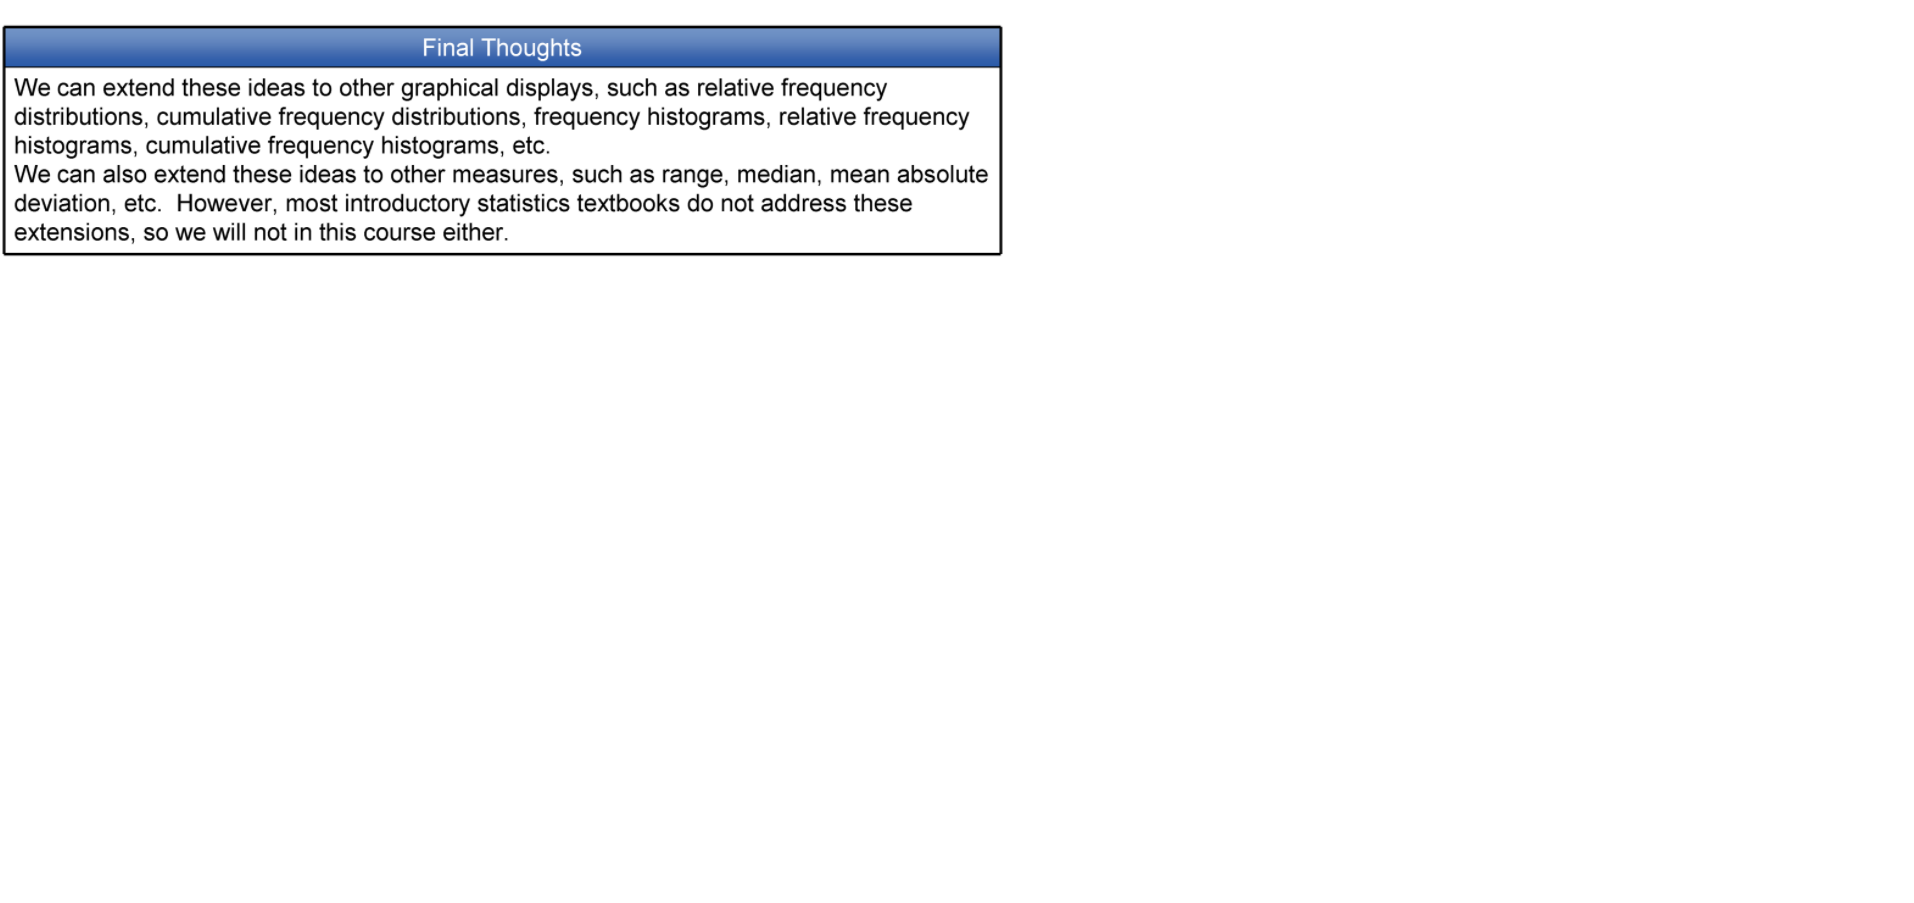 Final Thoughts
We can extend these ideas to other graphical displays, such as relative frequency
distributions, cumulative frequency distributions, frequency histograms, relative frequency
histograms, cumulative frequency histograms, etc.
We can also extend these ideas to other measures, such as range, median, mean absolute
deviation, etc.  However, most introductory statistics textbooks do not address these
extensions, so we will not in this course either.